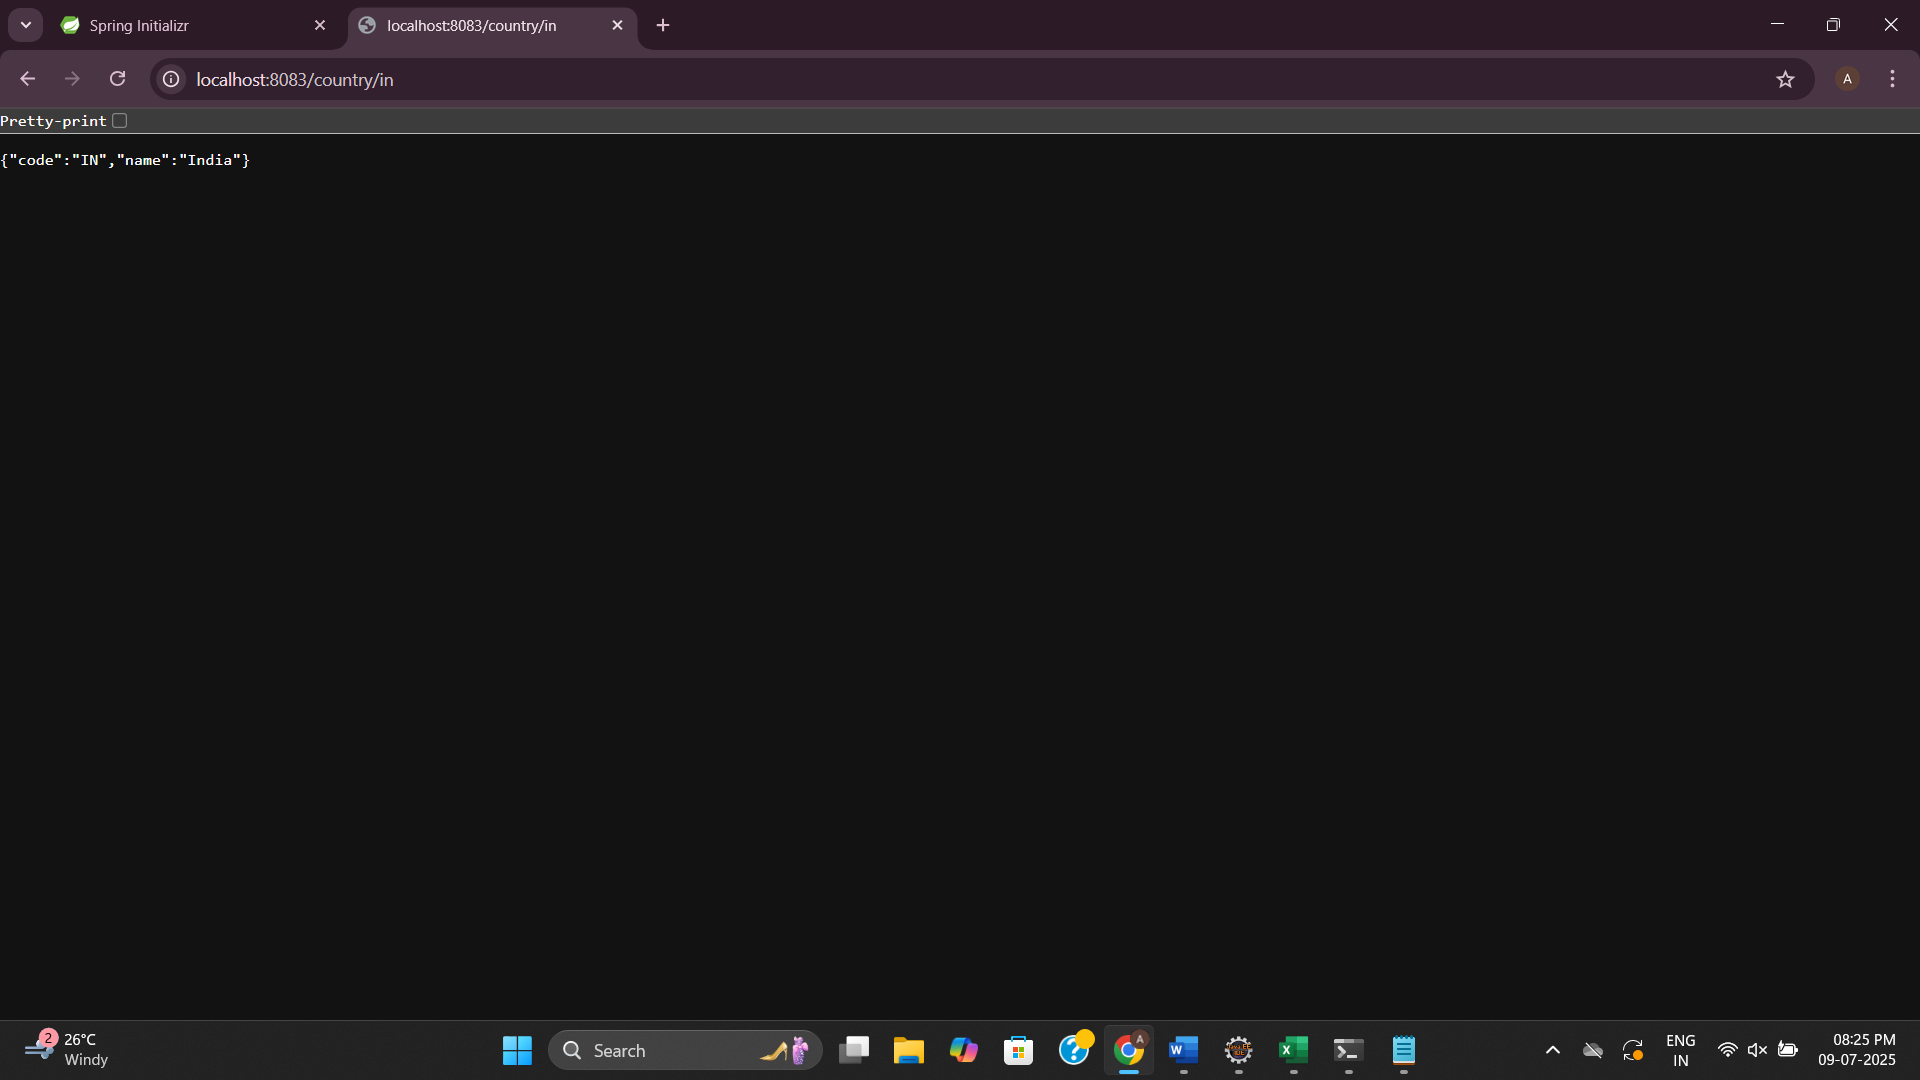 Spring Initializr
localhost:8083/country/in
localhost:8083/country/in
A
Pretty-print
{"code":"IN","name":"India"}
2
26°C
Windy
Search
A
ENG
IN
08:25 PM
09-07-2025